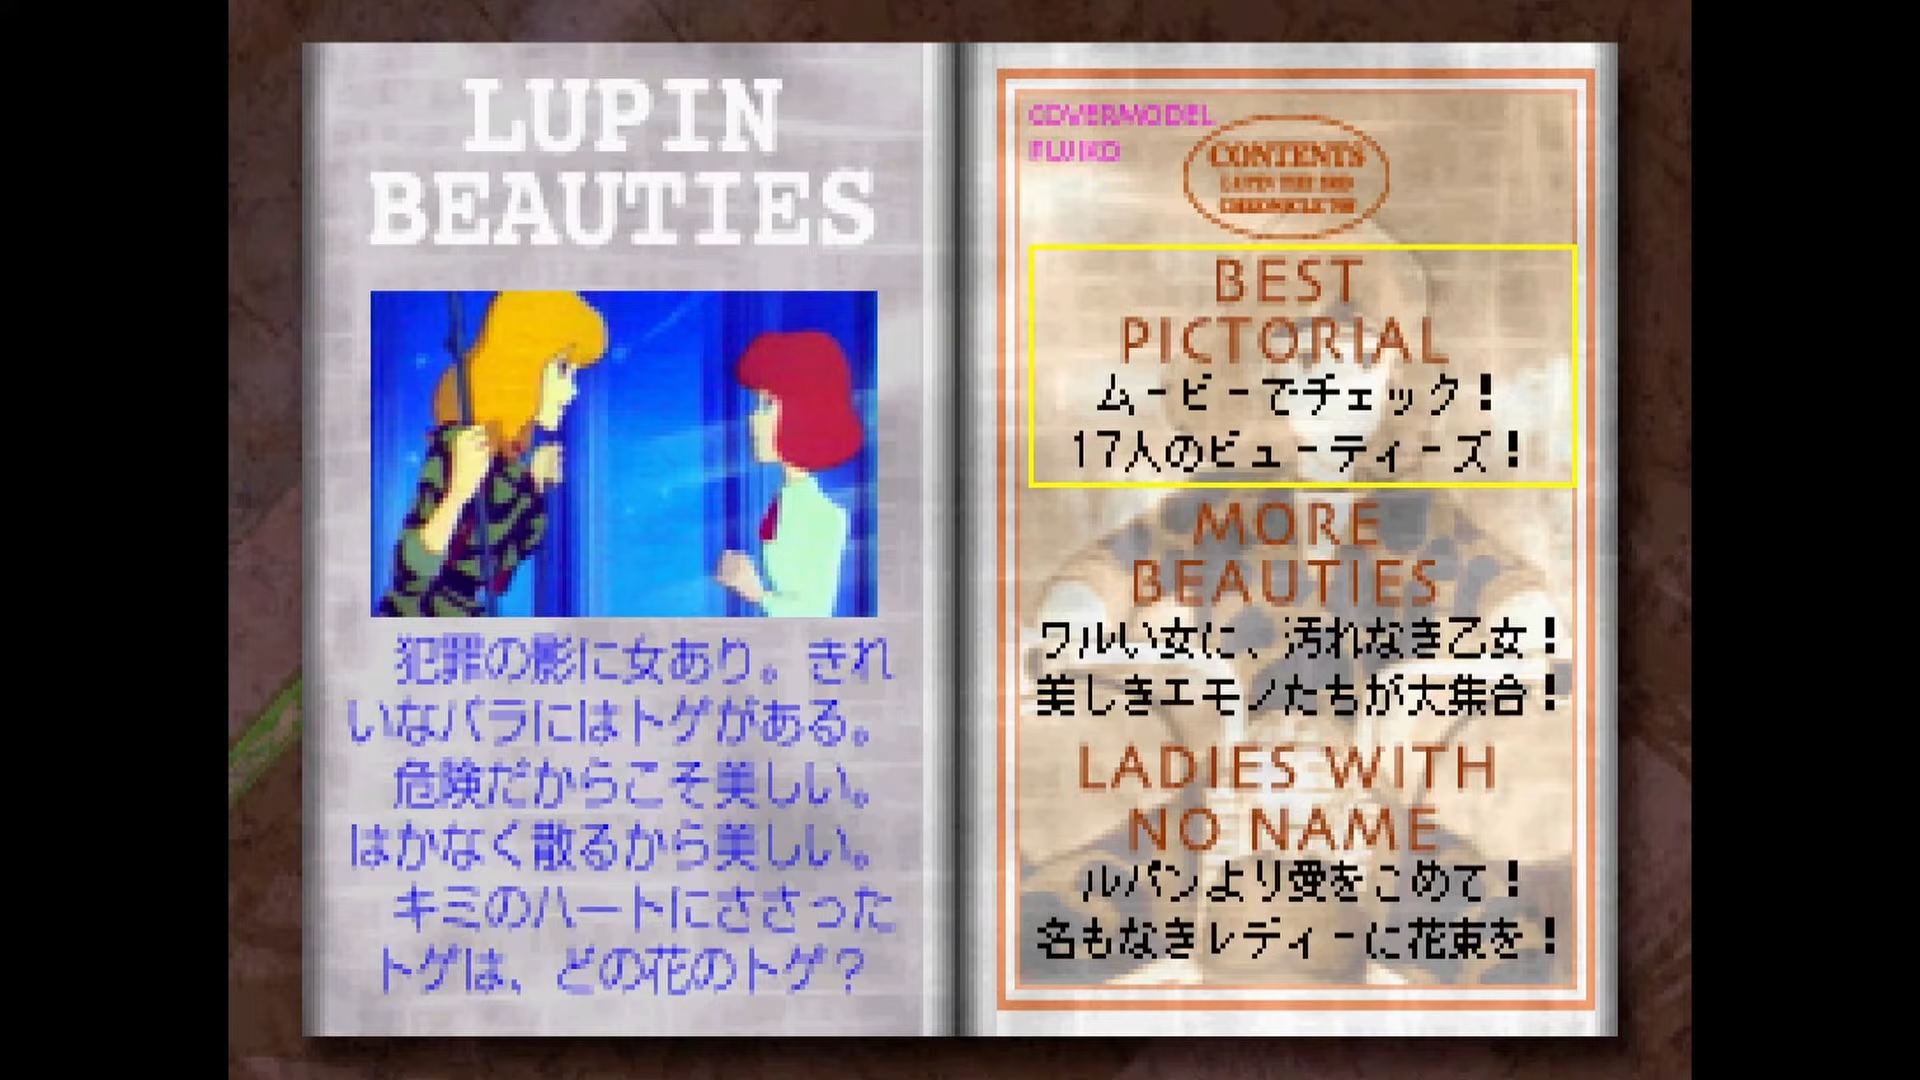 LUPIN
BEAUTIES
犯罪の影に女あり。きれ
いなバラにはトゲがある。
危険だからこそ美しい。
はかなく散るから美しい。
キミのハートにささった
トゲは、どの花のトゲ？
COVERMODEL
FUJIKO
CONTENTS
LUPIN THE 3RD
CHRONICLE
BEST
PICTORIAL
ムービーでチェック！
17人のビューティーズ！
MORE
BEAUTIES
ワルい女に、汚れなき乙女！
美しきエモノたちが大集合！
LADIES WITH
NO NAME
ルパンより愛をこめて！
名もなきレディーに花束を！